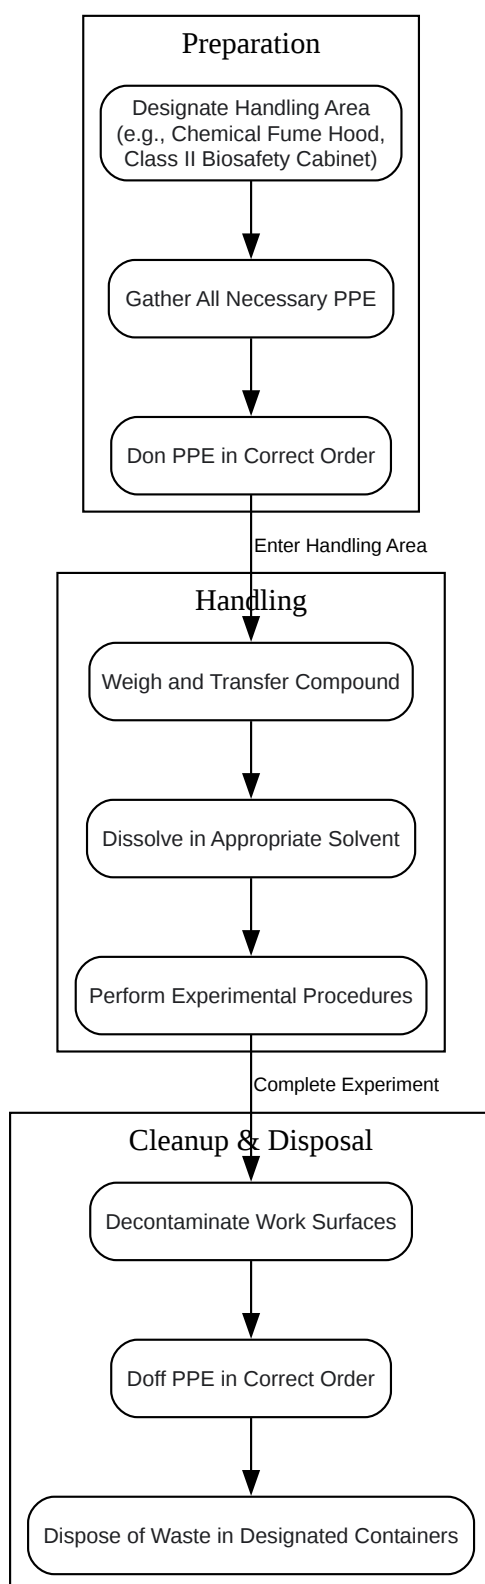 Preparation
Designate Handling Area
(e.g., Chemical Fume Hood,
Class II Biosafety Cabinet)
Gather All Necessary PPE
Don PPE in Correct Order
Enter Handling Area
Handling
Weigh and Transfer Compound
Dissolve in Appropriate Solvent
Perform Experimental Procedures
Complete Experiment
Cleanup & Disposal
Decontaminate Work Surfaces
Doff PPE in Correct Order
Dispose of Waste in Designated Containers